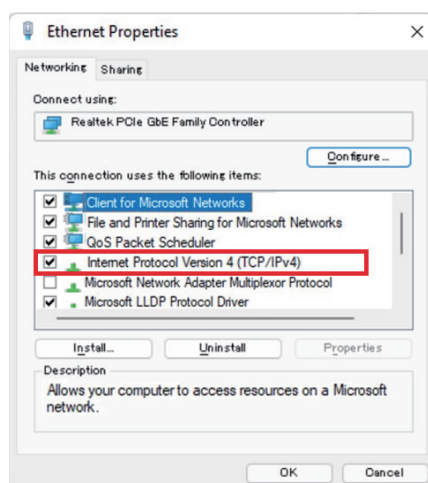 Ethernet Properties
Networking Sharing
Connect using:
Realtek PCIe GbE Family Controller
Configure ...
This connection uses the following items:
Client for Microsoft Networks
File and Printer Sharing for Microsoft Networks
QoS Packet Scheduler
Internet Protocol Version 4 (TCP/IPv4)
Microsoft Network Adapter Multiplexor Protocol
Microsoft LLDP Protocol Driver
Install... Uninstall Properties
Description
Allows your computer to access resources on a Microsoft
network.
OK Cancel